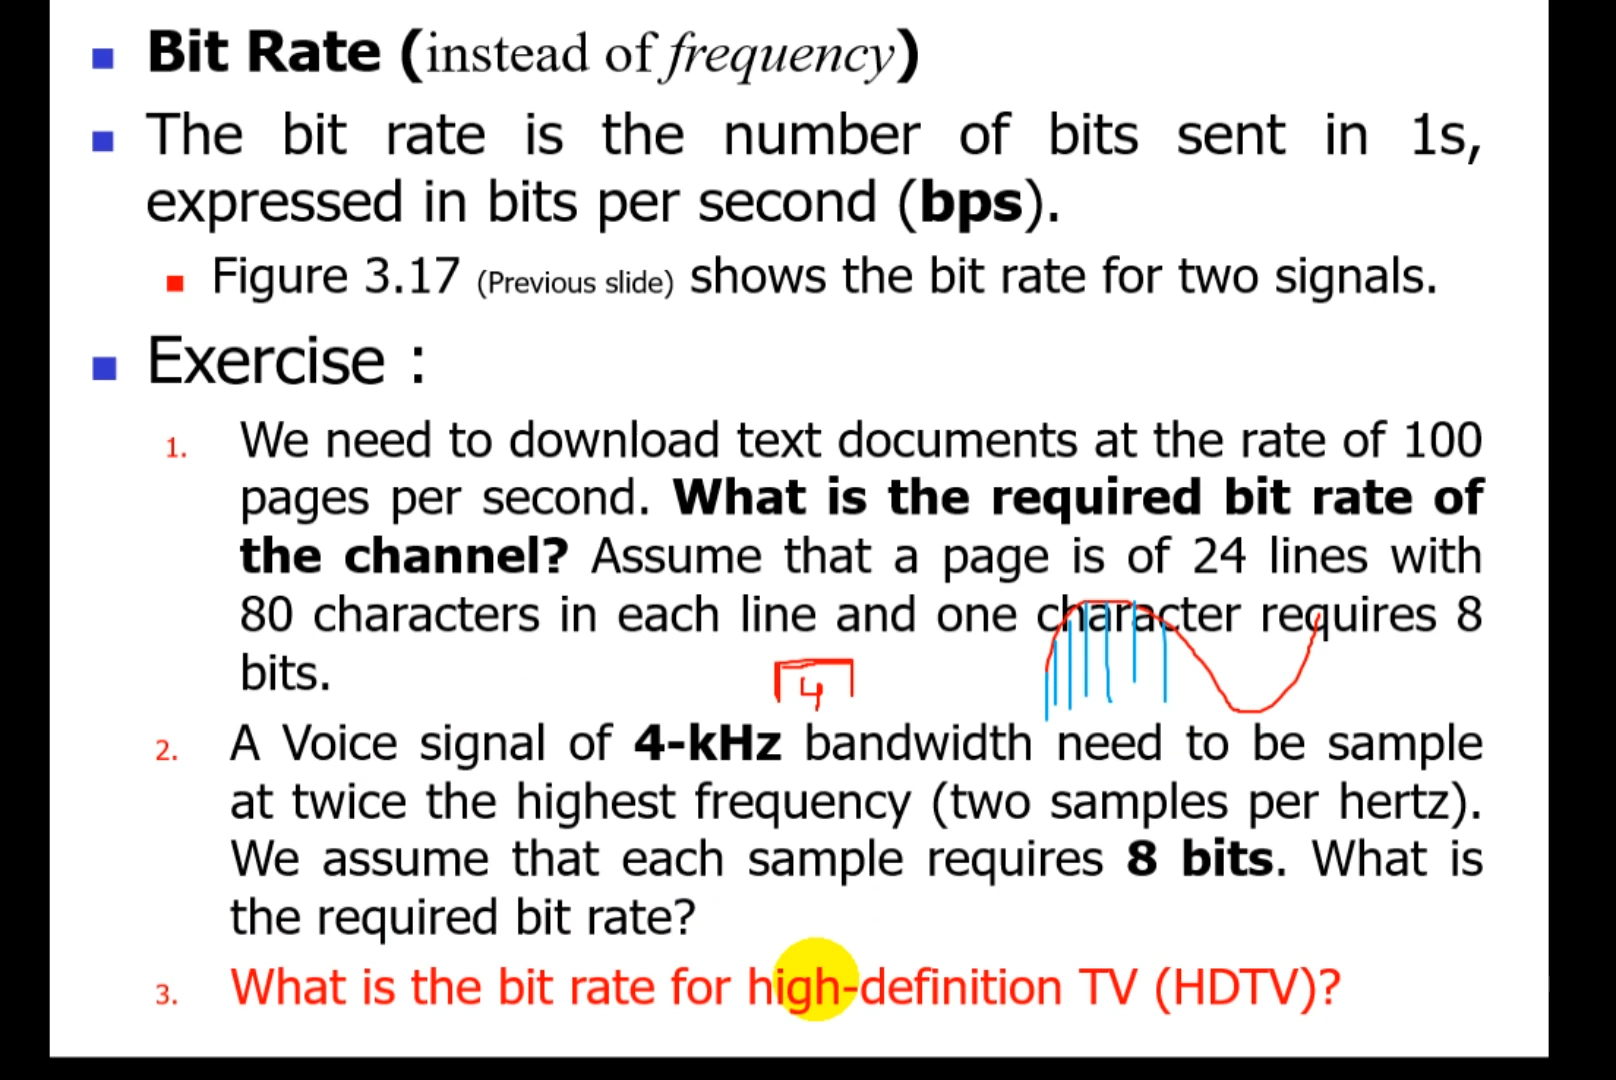 Bit Rate (instead of frequency)
The bit rate is the number of bits sent in 1s,
expressed in bits per second (bps).
Figure 3.17 (Previous slide) shows the bit rate for two signals.
Exercise :
1. We need to download text documents at the rate of 100
pages per second. What is the required bit rate of
the channel? Assume that a page is of 24 lines with
80 characters in each line and one character requires 8
bits.
4
2. A Voice signal of 4-kHz bandwidth need to be sample
at twice the highest frequency (two samples per hertz).
We assume that each sample requires 8 bits. What is
the required bit rate?
3. What is the bit rate for high-definition TV (HDTV)?